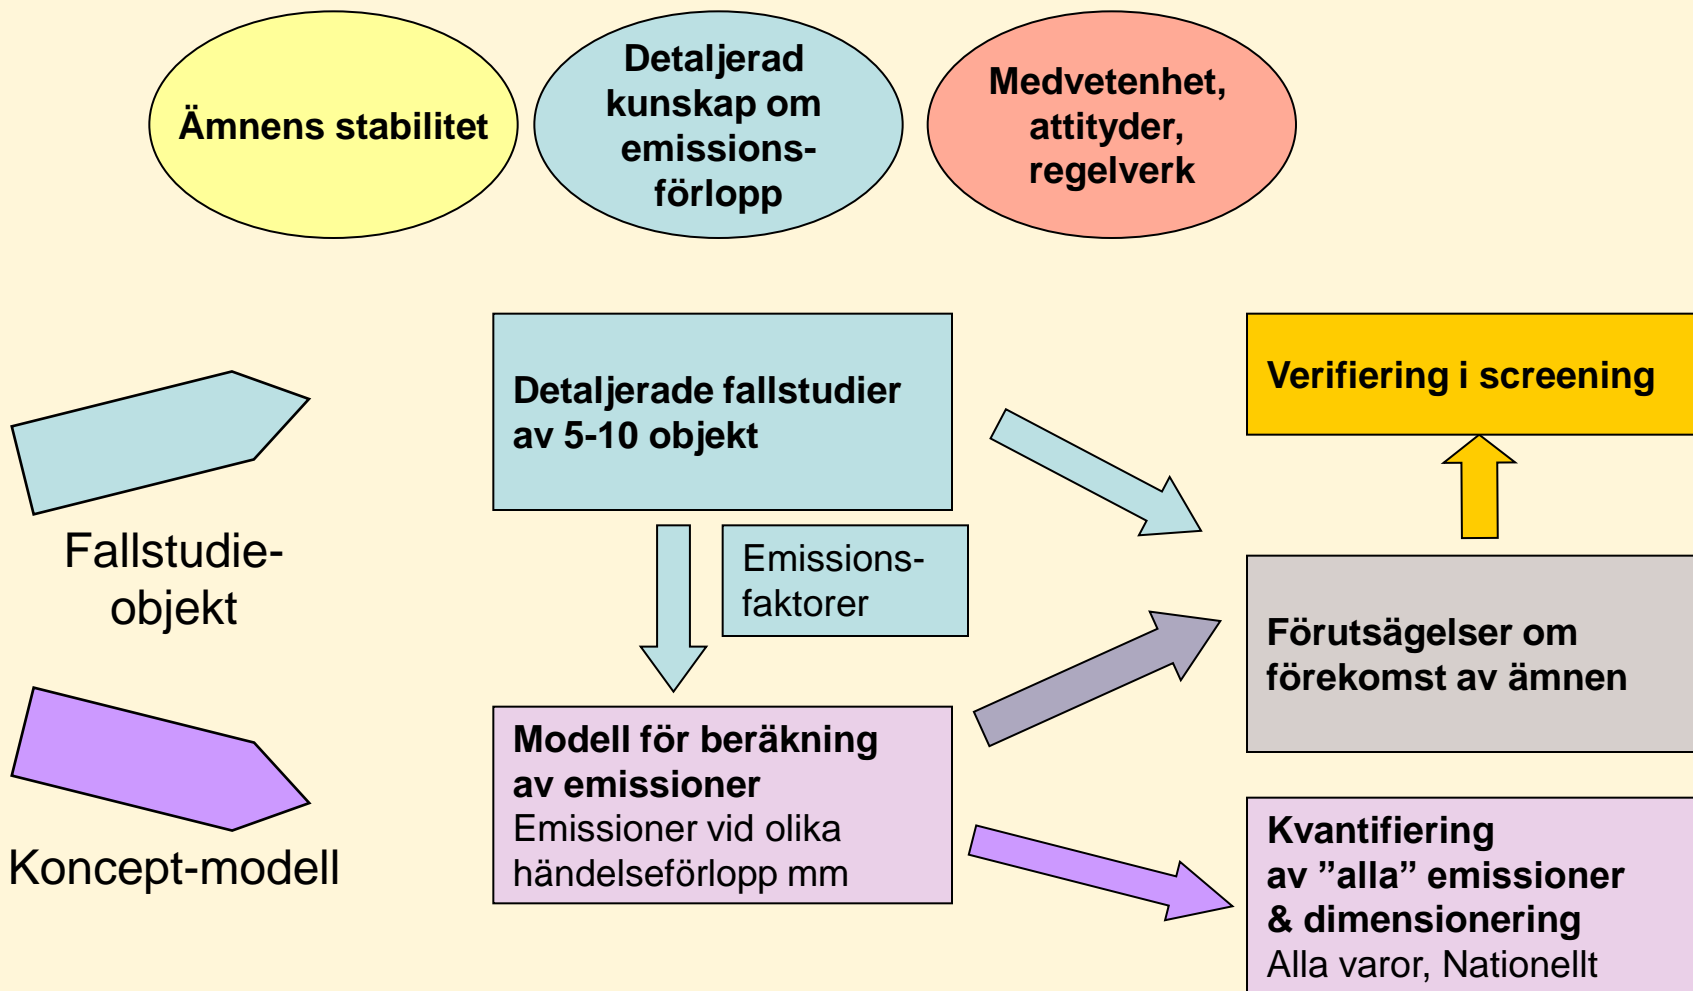 Ämnens stabilitet
Detaljerad
kunskap om
emissions-
förlopp
Medvetenhet,
attityder,
regelverk
Fallstudie-
objekt
Koncept-modell
Detaljerade fallstudier
av 5-10 objekt
Emissions-
faktorer
Modell för beräkning
av emissioner
Emissioner vid olika
händelseförlopp mm
Verifiering i screening
Förutsägelser om
förekomst av ämnen
Kvantifiering
av ”alla” emissioner
& dimensionering
Alla varor, Nationellt